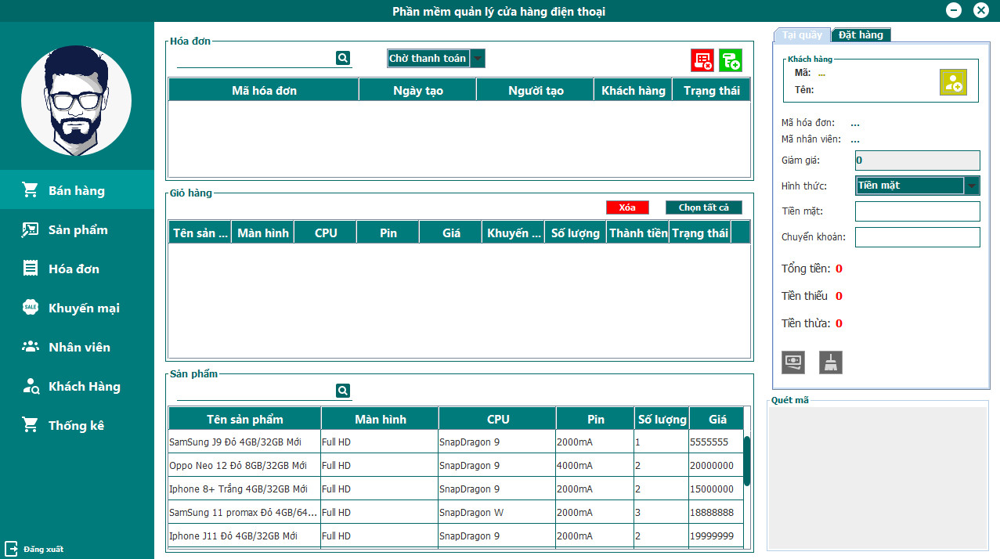 Phần mềm quản lý cửa hàng điện thoại
Bán hàng
Sản phẩm
Hóa đơn
SALE
Khuyến mại
Nhân viên
Khách Hàng
Thống kê
Đăng xuất
Hóa đơn
Chờ thanh toán
Mã hóa đơn Ngày tạo Người tạo Khách hàng Trạng thái
Giỏ hàng
Xóa Chọn tất cả
Tên sản ... Màn hình CPU Pin Giá Khuyến ... Số lượng Thành tiền Trạng thái
Sản phẩm
Tên sản phẩm Màn hình CPU Pin Số lượng Giá
SamSung J9 Đỏ 4GB/32GB Mới Full HD SnapDragon 9 2000mA 1 5555555
Oppo Neo 12 Đỏ 8GB/32GB Mới Full HD SnapDragon 9 4000mA 2 20000000
Iphone 8+ Trắng 4GB/32GB Mới Full HD SnapDragon 9 2000mA 2 15000000
SamSung 11 promax Đỏ 4GB/64... Full HD SnapDragon W 2000mA 3 18888888
Iphone J11 Đỏ 4GB/32GB Mới Full HD SnapDragon 9 2000mA 2 19999999
Tại quầy Đặt hàng
Khách hàng
Mã: ...
Tên:
Mã hóa đơn: ...
Mã nhân viên: ...
Giảm giá: 0
Hình thức: Tiền mặt
Tiền mặt:
Chuyển khoản:
Tổng tiền: 0
Tiền thiếu 0
Tiền thừa: 0
Quét mã